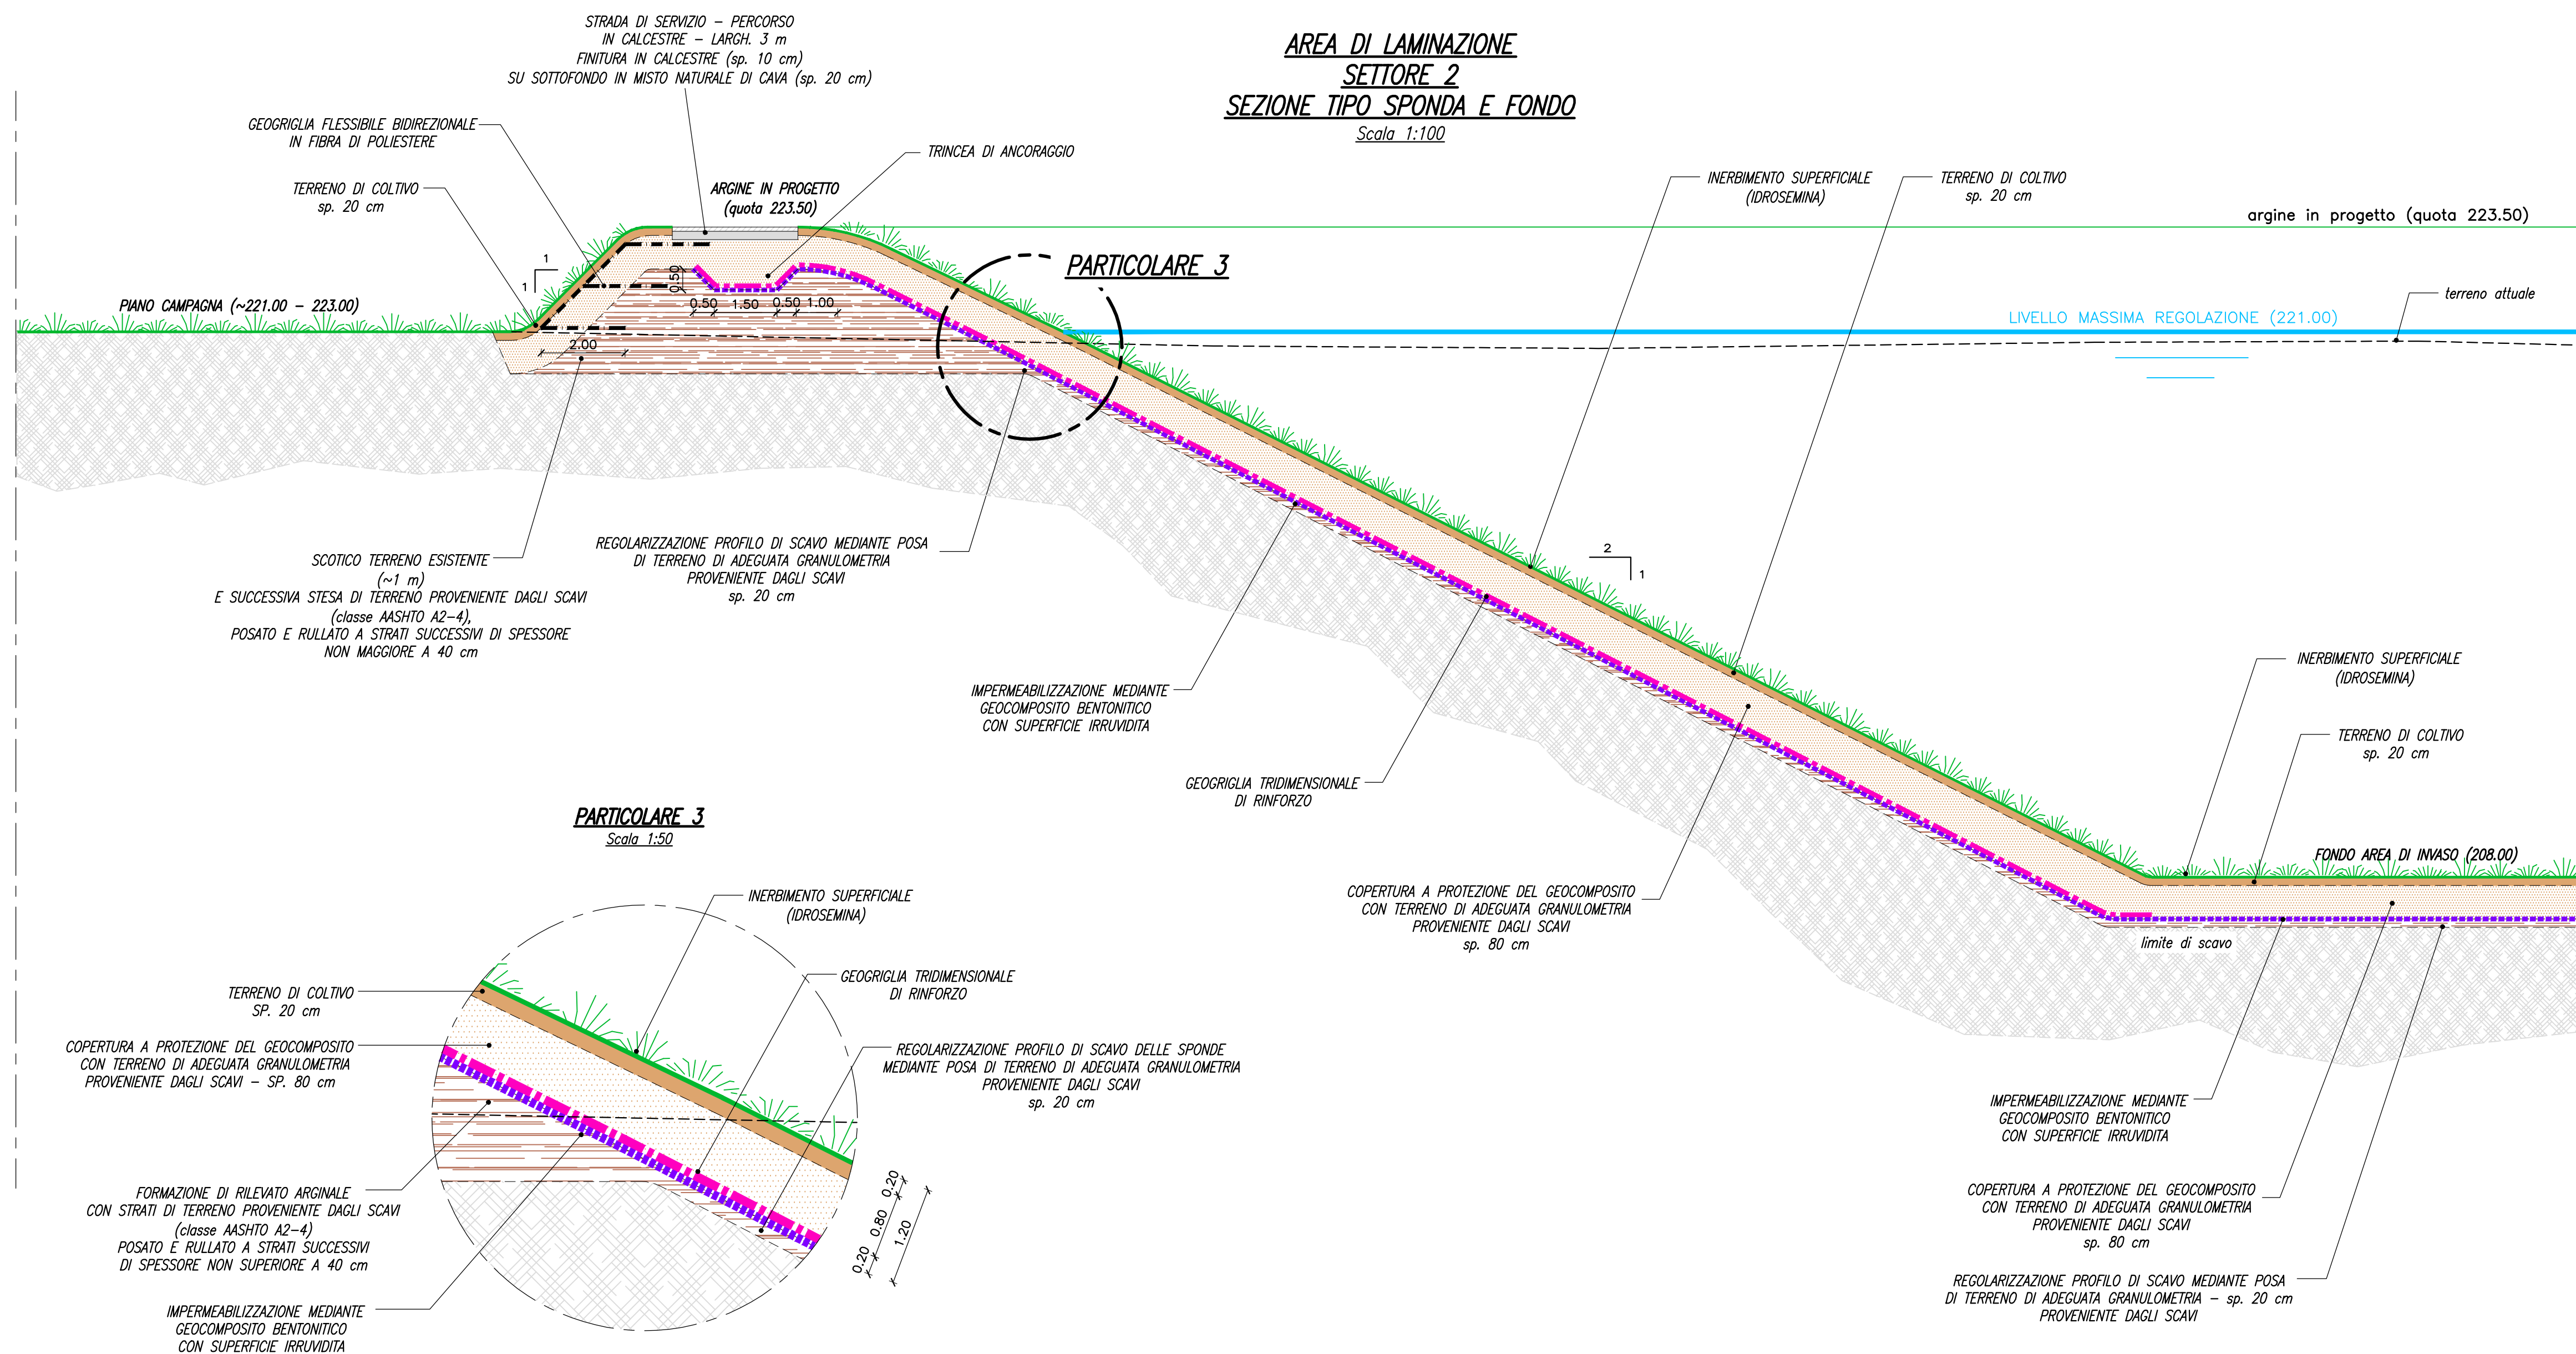 STRADA DI SERVIZIO – PERCORSO
IN CALCESTRE – LARGH. 3 m
FINITURA IN CALCESTRE (sp. 10 cm)
SU SOTTOFONDO IN MISTO NATURALE DI CAVA (sp. 20 cm)
AREA DI LAMINAZIONE
SETTORE 2
SEZIONE TIPO SPONDA E FONDO
Scala 1:100
GEOGRIGLIA FLESSIBILE BIDIREZIONALE
IN FIBRA DI POLIESTERE
TRINCEA DI ANCORAGGIO
TERRENO DI COLTIVO
sp. 20 cm
ARGINE IN PROGETTO
(quota 223.50)
INERBIMENTO SUPERFICIALE
(IDROSEMINA)
TERRENO DI COLTIVO
sp. 20 cm
argine in progetto (quota 223.50)
PARTICOLARE 3
1
1
0.50
0.50
1.50
0.50
1.00
2.00
PIANO CAMPAGNA (~221.00 – 223.00)
terreno attuale
LIVELLO MASSIMA REGOLAZIONE (221.00)
SCOTICO TERRENO ESISTENTE
(~1 m)
E SUCCESSIVA STESA DI TERRENO PROVENIENTE DAGLI SCAVI
(classe AASHTO A2–4),
POSATO E RULLATO A STRATI SUCCESSIVI DI SPESSORE
NON MAGGIORE A 40 cm
REGOLARIZZAZIONE PROFILO DI SCAVO MEDIANTE POSA
DI TERRENO DI ADEGUATA GRANULOMETRIA
PROVENIENTE DAGLI SCAVI
sp. 20 cm
2
1
IMPERMEABILIZZAZIONE MEDIANTE
GEOCOMPOSITO BENTONITICO
CON SUPERFICIE IRRUVIDITA
GEOGRIGLIA TRIDIMENSIONALE
DI RINFORZO
COPERTURA A PROTEZIONE DEL GEOCOMPOSITO
CON TERRENO DI ADEGUATA GRANULOMETRIA
PROVENIENTE DAGLI SCAVI
sp. 80 cm
INERBIMENTO SUPERFICIALE
(IDROSEMINA)
TERRENO DI COLTIVO
sp. 20 cm
FONDO AREA DI INVASO (208.00)
limite di scavo
IMPERMEABILIZZAZIONE MEDIANTE
GEOCOMPOSITO BENTONITICO
CON SUPERFICIE IRRUVIDITA
COPERTURA A PROTEZIONE DEL GEOCOMPOSITO
CON TERRENO DI ADEGUATA GRANULOMETRIA
PROVENIENTE DAGLI SCAVI
sp. 80 cm
REGOLARIZZAZIONE PROFILO DI SCAVO MEDIANTE POSA
DI TERRENO DI ADEGUATA GRANULOMETRIA – sp. 20 cm
PROVENIENTE DAGLI SCAVI
PARTICOLARE 3
Scala 1:50
INERBIMENTO SUPERFICIALE
(IDROSEMINA)
GEOGRIGLIA TRIDIMENSIONALE
DI RINFORZO
REGOLARIZZAZIONE PROFILO DI SCAVO DELLE SPONDE
MEDIANTE POSA DI TERRENO DI ADEGUATA GRANULOMETRIA
PROVENIENTE DAGLI SCAVI
sp. 20 cm
TERRENO DI COLTIVO
SP. 20 cm
COPERTURA A PROTEZIONE DEL GEOCOMPOSITO
CON TERRENO DI ADEGUATA GRANULOMETRIA
PROVENIENTE DAGLI SCAVI – SP. 80 cm
FORMAZIONE DI RILEVATO ARGINALE
CON STRATI DI TERRENO PROVENIENTE DAGLI SCAVI
(classe AASHTO A2–4)
POSATO E RULLATO A STRATI SUCCESSIVI
DI SPESSORE NON SUPERIORE A 40 cm
IMPERMEABILIZZAZIONE MEDIANTE
GEOCOMPOSITO BENTONITICO
CON SUPERFICIE IRRUVIDITA
0.20
0.80
0.20
1.20